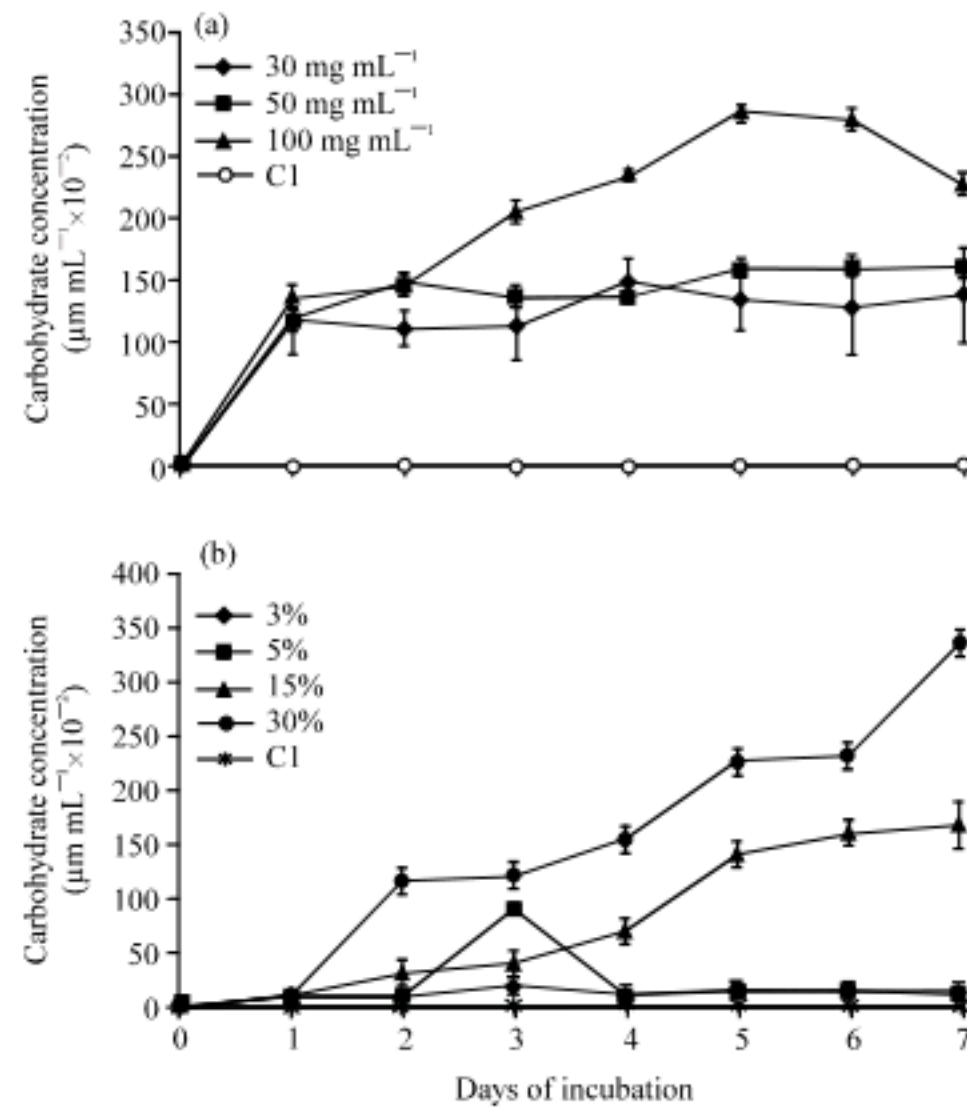 (a)
350
300
250
200
150
100
50
0
Carbohydrate concentration
(µm mL⁻¹×10⁻²)
30 mg mL⁻¹
50 mg mL⁻¹
100 mg mL⁻¹
C1
(b)
400
350
300
250
200
150
100
50
0
Carbohydrate concentration
(µm mL⁻¹×10⁻²)
3%
5%
15%
30%
C1
0 1 2 3 4 5 6 7
Days of incubation